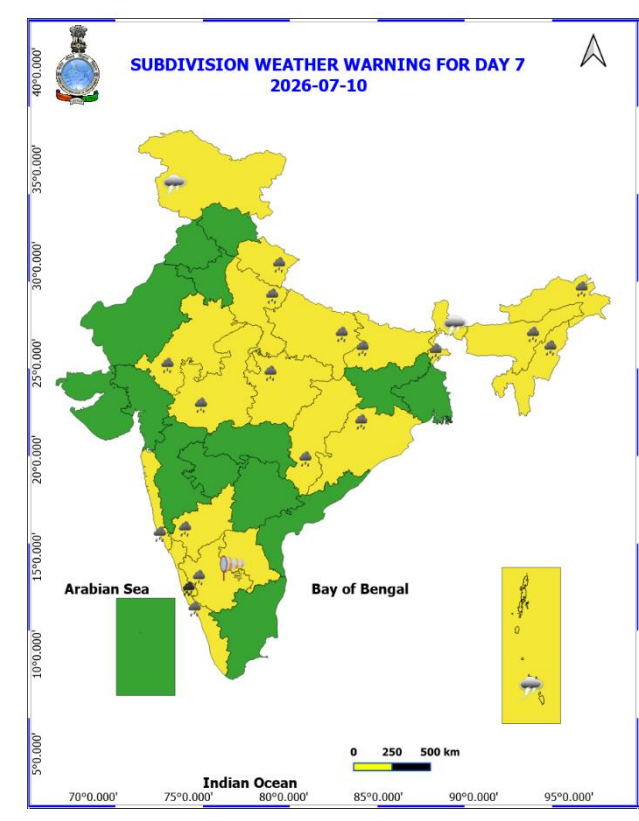 SUBDIVISION WEATHER WARNING FOR DAY 7
2026-07-10
40°0.000'
35°0.000'
30°0.000'
25°0.000'
20°0.000'
15°0.000'
10°0.000'
5°0.000'
Arabian Sea
Bay of Bengal
0 250 500 km
Indian Ocean
70°0.000' 75°0.000' 80°0.000' 85°0.000' 90°0.000' 95°0.000'